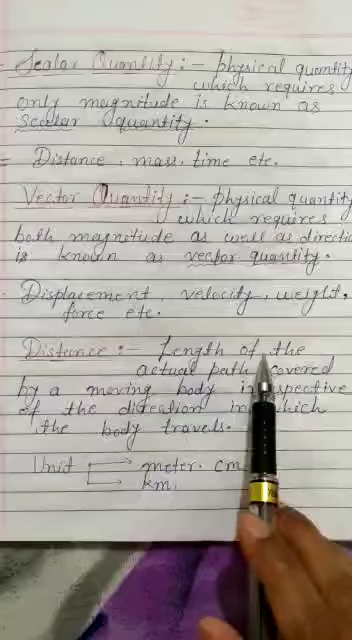 Scalar Quantity :- physical quantity
which requires
only magnitude is known as
scalar quantity.
= Distance, mass, time etc.
Vector Quantity :- physical quantity
which requires
both magnitude as well as directio
is known as vector quantity.
- Displacement, velocity, weight,
force etc.
Distance :- Length of the
actual path covered
by a moving body irrespective
of the direction in which
the body travels.
Unit → meter. cm
→ km.